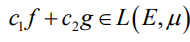 c₁f + c₂g ∈ L(E, μ)